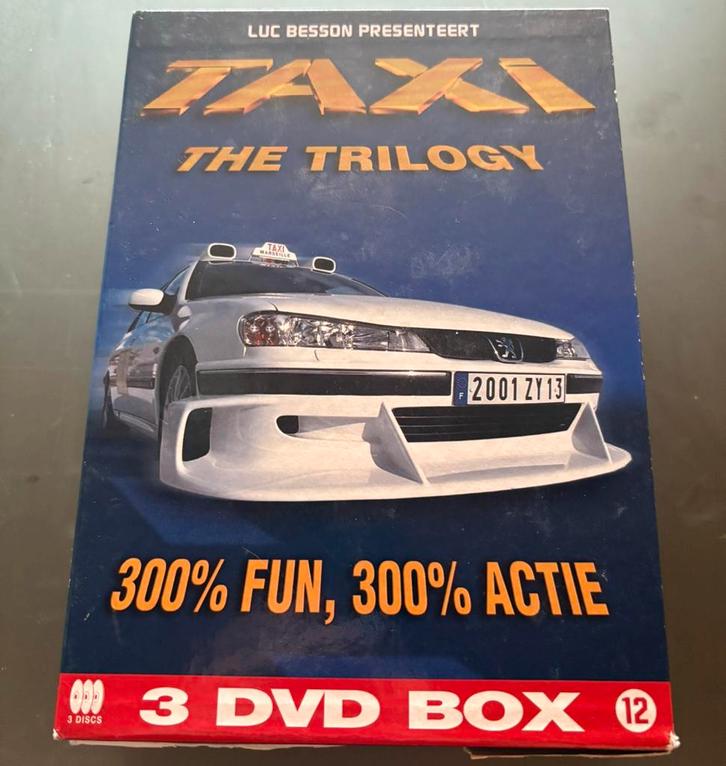 LUC BESSON PRESENTEERT
TAXi
THE TRILOGY
TAXI
MARSEILLE
F
2001 ZY 13
300% FUN, 300% ACTIE
3 DISCS
3 DVD BOX
12